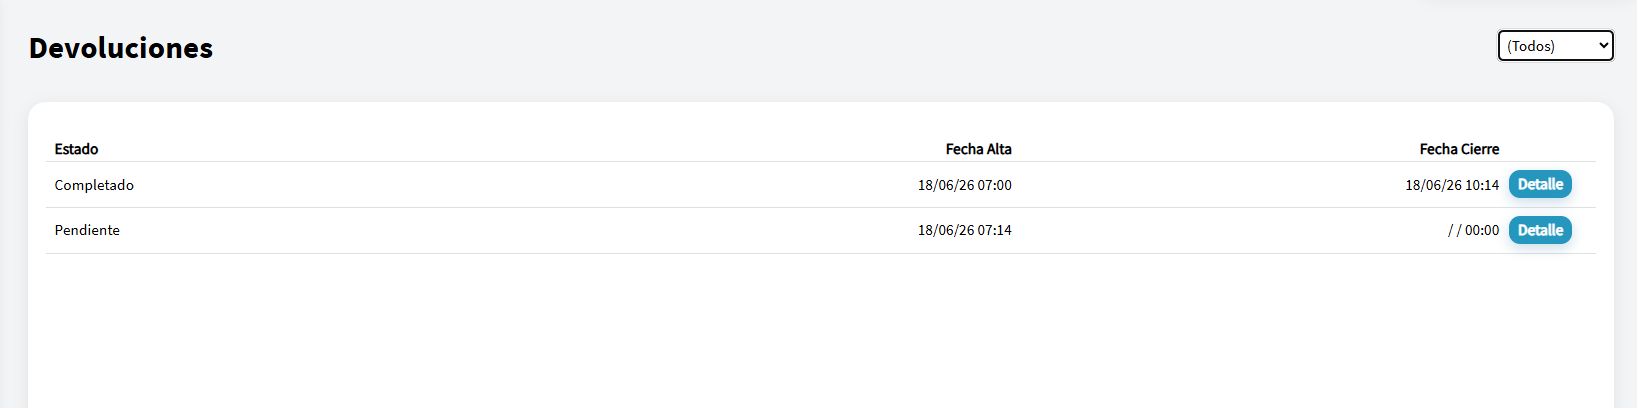 Devoluciones
(Todos)
Estado Fecha Alta Fecha Cierre
Completado 18/06/26 07:00 18/06/26 10:14 Detalle
Pendiente 18/06/26 07:14 / / 00:00 Detalle